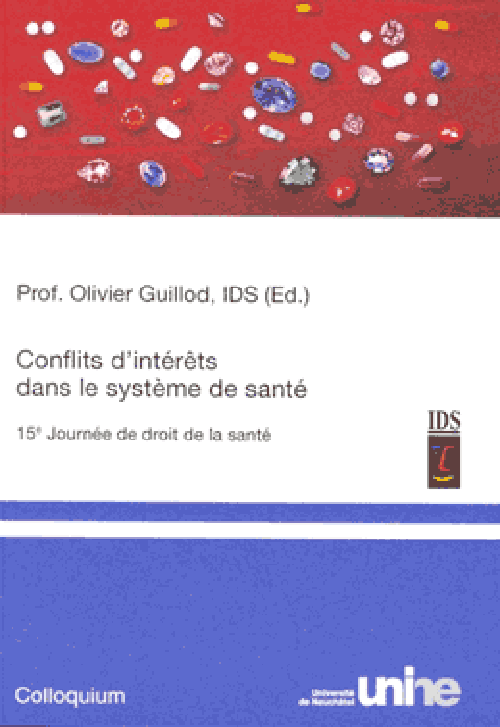 Prof. Olivier Guillod, IDS (Ed.)
Conflits d'intérêts
dans le système de santé
15e Journée de droit de la santé
IDS
Colloquium
Université
de Neuchâtel
unine